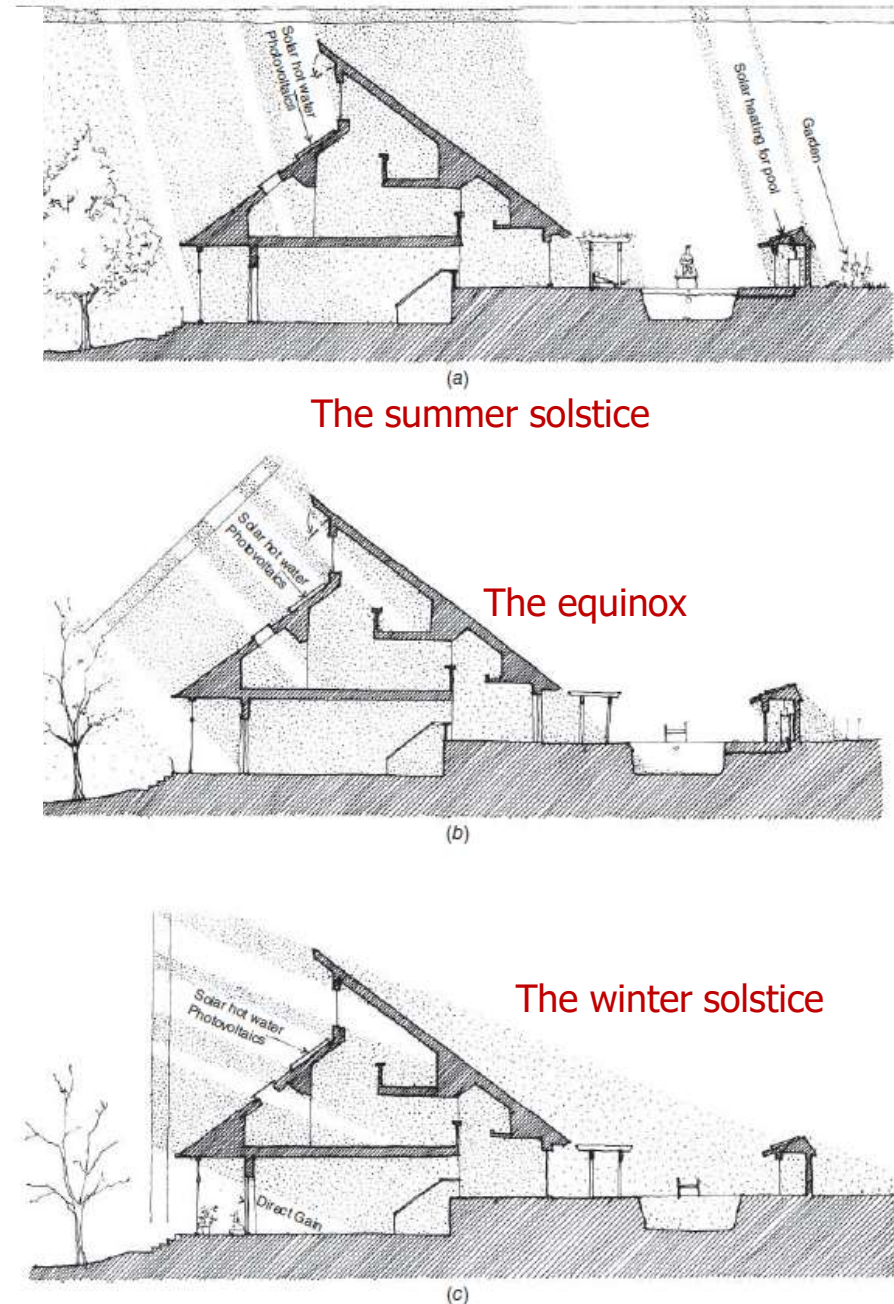 Solar hot water
Photovoltaics
Solar heating for pool
Garden
(a)
The summer solstice
Solar hot water
Photovoltaics
The equinox
(b)
Solar hot water
Photovoltaics
The winter solstice
Direct Gain
(c)